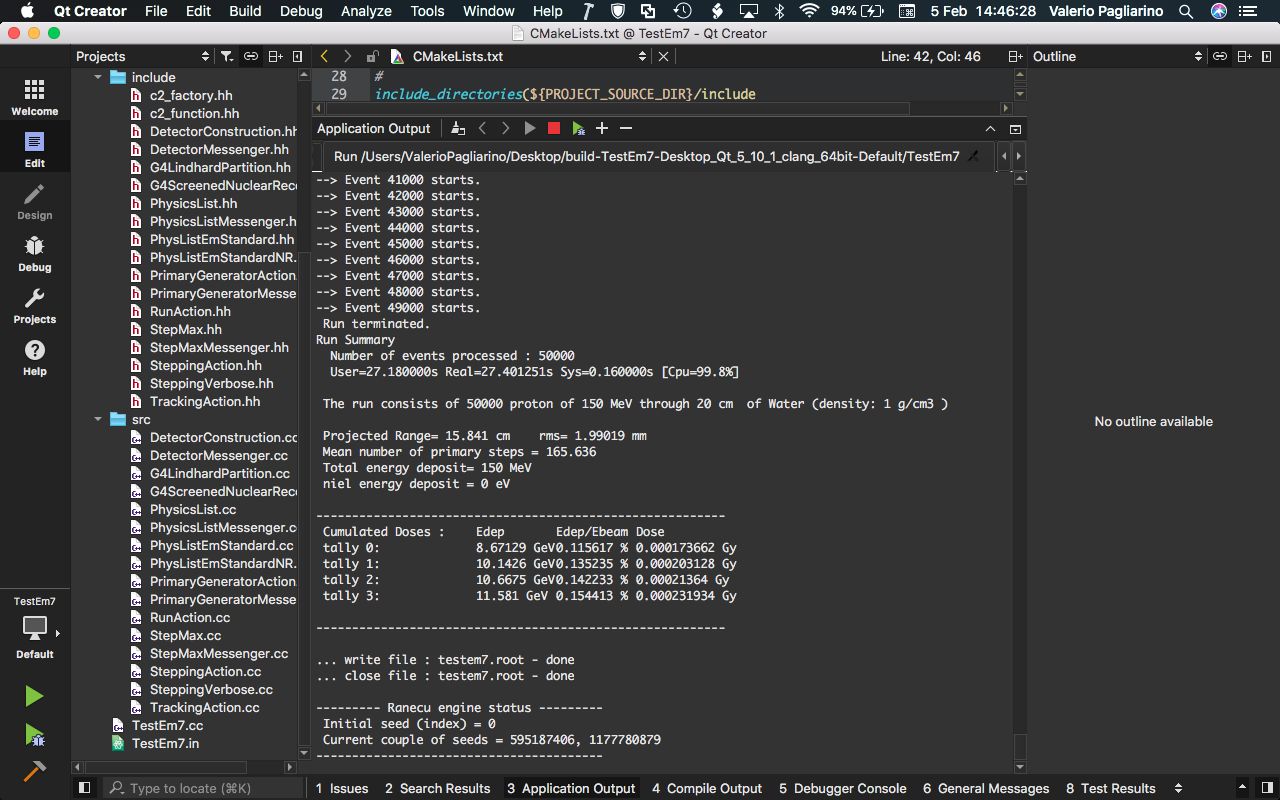 Qt Creator File Edit Build Debug Analyze Tools Window Help 94% 5 Feb 14:46:28 Valerio Pagliarino
CMakeLists.txt @ TestEm7 - Qt Creator
Projects
CMakeLists.txt
Line: 42, Col: 46
Outline
Welcome
Edit
Design
Debug
Projects
Help
TestEm7
Default
include
c2_factory.hh
c2_function.hh
DetectorConstruction.hh
DetectorMessenger.hh
G4LindhardPartition.hh
G4ScreenedNuclearReco
PhysicsList.hh
PhysicsListMessenger.h
PhysListEmStandard.hh
PhysListEmStandardNR.
PrimaryGeneratorAction.
PrimaryGeneratorMesse
RunAction.hh
StepMax.hh
StepMaxMessenger.hh
SteppingAction.hh
SteppingVerbose.hh
TrackingAction.hh
src
DetectorConstruction.cc
DetectorMessenger.cc
G4LindhardPartition.cc
G4ScreenedNuclearReco
PhysicsList.cc
PhysicsListMessenger.cc
PhysListEmStandard.cc
PhysListEmStandardNR.
PrimaryGeneratorAction.
PrimaryGeneratorMesse
RunAction.cc
StepMax.cc
StepMaxMessenger.cc
SteppingAction.cc
SteppingVerbose.cc
TrackingAction.cc
TestEm7.cc
TestEm7.in
28 #
29 include_directories(${PROJECT_SOURCE_DIR}/include
Application Output
Run /Users/ValerioPagliarino/Desktop/build-TestEm7-Desktop_Qt_5_10_1_clang_64bit-Default/TestEm7
--> Event 41000 starts.
--> Event 42000 starts.
--> Event 43000 starts.
--> Event 44000 starts.
--> Event 45000 starts.
--> Event 46000 starts.
--> Event 47000 starts.
--> Event 48000 starts.
--> Event 49000 starts.
Run terminated.
Run Summary
Number of events processed : 50000
User=27.180000s Real=27.401251s Sys=0.160000s [Cpu=99.8%]
The run consists of 50000 proton of 150 MeV through 20 cm  of Water (density: 1 g/cm3 )
Projected Range= 15.841 cm    rms= 1.99019 mm
Mean number of primary steps = 165.636
Total energy deposit= 150 MeV
niel energy deposit = 0 eV
---------------------------------------------------------
Cumulated Doses :     Edep       Edep/Ebeam Dose
tally 0:              8.67129 GeV0.115617 % 0.000173662 Gy
tally 1:              10.1426 GeV0.135235 % 0.000203128 Gy
tally 2:              10.6675 GeV0.142233 % 0.00021364 Gy
tally 3:              11.581 GeV 0.154413 % 0.000231934 Gy
---------------------------------------------------------
... write file : testem7.root - done
... close file : testem7.root - done
--------- Ranecu engine status ---------
Initial seed (index) = 0
Current couple of seeds = 595187406, 1177780879
----------------------------------------
No outline available
Type to locate (⌘K)
1 Issues 2 Search Results 3 Application Output 4 Compile Output 5 Debugger Console 6 General Messages 8 Test Results